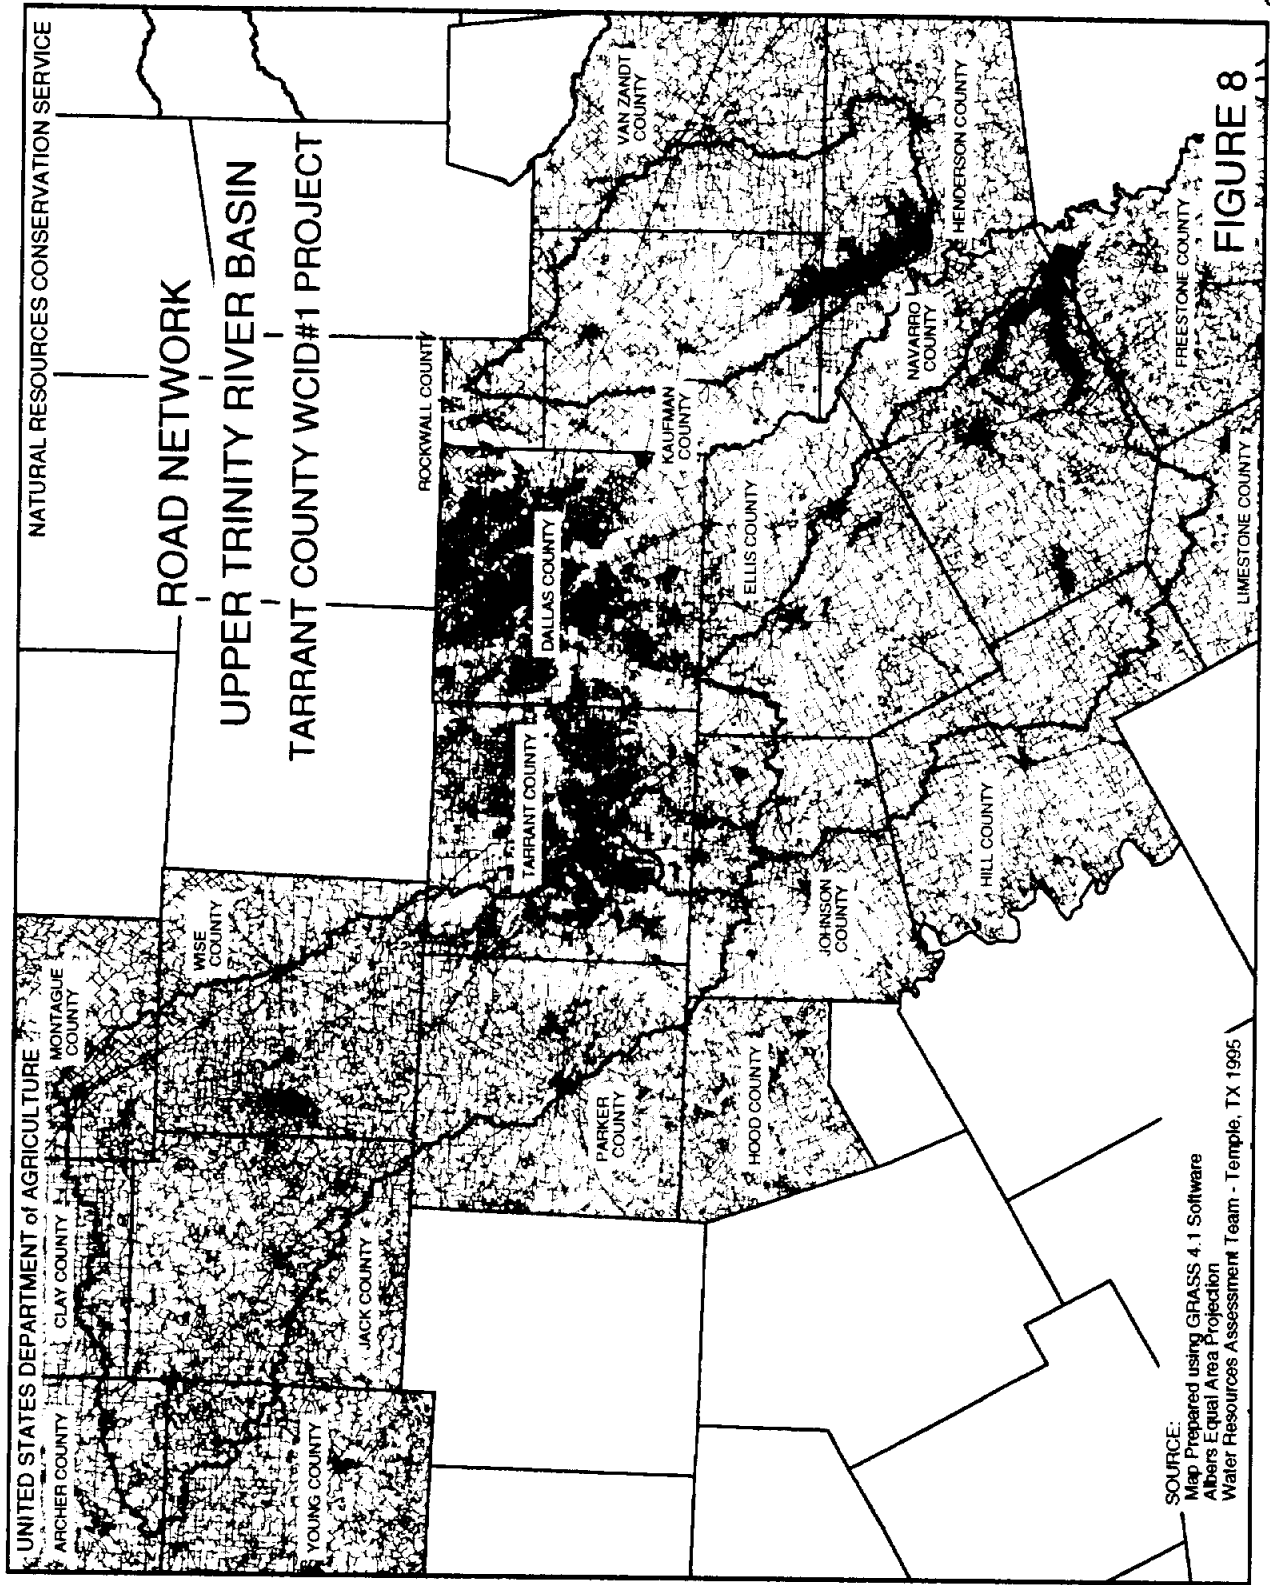 UNITED STATES DEPARTMENT of AGRICULTURE
NATURAL RESOURCES CONSERVATION SERVICE
ROAD NETWORK
UPPER TRINITY RIVER BASIN
TARRANT COUNTY WCID#1 PROJECT
ARCHER COUNTY
CLAY COUNTY
MONTAGUE
COUNTY
WISE
COUNTY
YOUNG COUNTY
JACK COUNTY
ROCKWALL COUNTY
TARRANT COUNTY
DALLAS COUNTY
VAN ZANDT
COUNTY
PARKER
COUNTY
KAUFMAN
COUNTY
HOOD COUNTY
ELLIS COUNTY
JOHNSON
COUNTY
NAVARRO
COUNTY
HENDERSON COUNTY
HILL COUNTY
FREESTONE COUNTY
LIMESTONE COUNTY
FIGURE 8
SOURCE:
Map Prepared using GRASS 4.1 Software
Albers Equal Area Projection
Water Resources Assessment Team - Temple, TX 1995